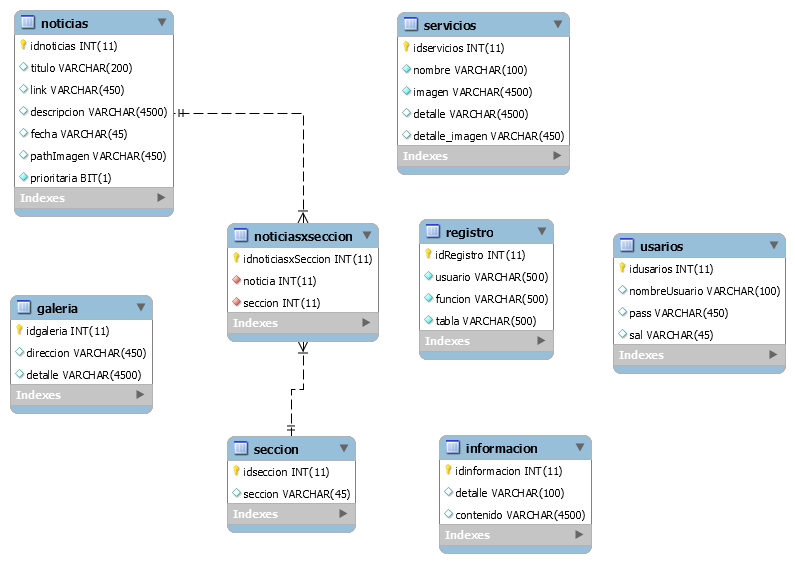 noticias
idnoticias INT(11)
titulo VARCHAR(200)
link VARCHAR(450)
descripcion VARCHAR(4500)
fecha VARCHAR(45)
pathImagen VARCHAR(450)
prioritaria BIT(1)
Indexes
servicios
idservicios INT(11)
nombre VARCHAR(100)
imagen VARCHAR(4500)
detalle VARCHAR(4500)
detalle_imagen VARCHAR(450)
Indexes
noticiasxseccion
idnoticiasxSeccion INT(11)
noticia INT(11)
seccion INT(11)
Indexes
registro
idRegistro INT(11)
usuario VARCHAR(500)
funcion VARCHAR(500)
tabla VARCHAR(500)
Indexes
usarios
idusarios INT(11)
nombreUsuario VARCHAR(100)
pass VARCHAR(450)
sal VARCHAR(45)
Indexes
galeria
idgaleria INT(11)
direccion VARCHAR(450)
detalle VARCHAR(4500)
Indexes
seccion
idseccion INT(11)
seccion VARCHAR(45)
Indexes
informacion
idinformacion INT(11)
detalle VARCHAR(100)
contenido VARCHAR(4500)
Indexes